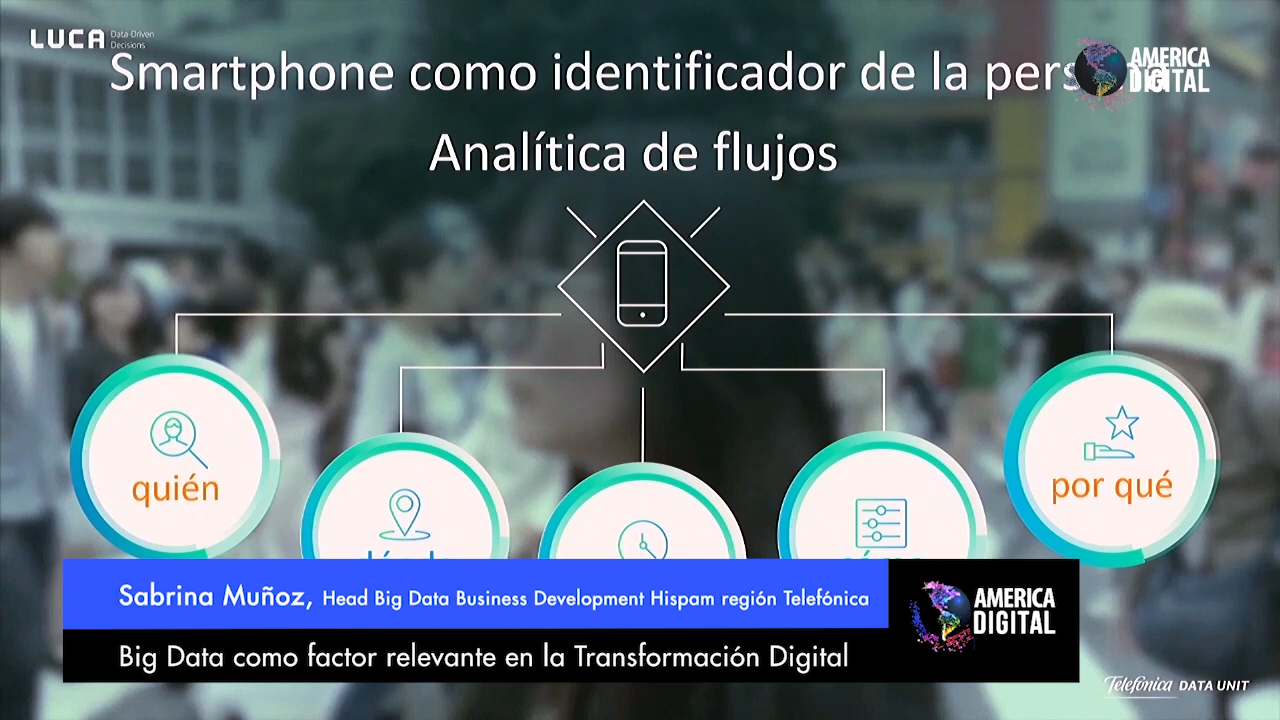 LUCA Data-Driven
Decisions
Smartphone como identificador de la
AMERICA
DIGITAL
Analítica de flujos
quién
por qué
Sabrina Muñoz, Head Big Data Business Development Hispam región Telefónica
Big Data como factor relevante en la Transformación Digital
AMERICA
DIGITAL
Telefónica DATA UNIT